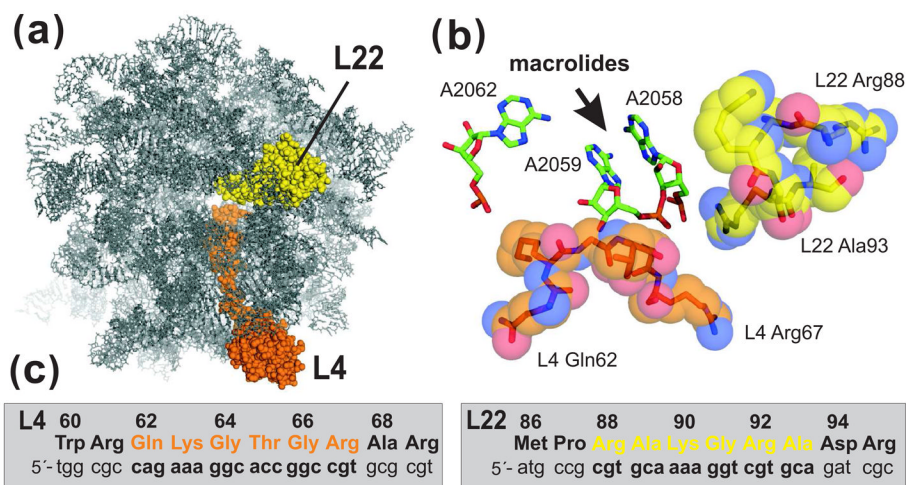 (a)
L22
L4
(b)
macrolides
A2062
A2058
A2059
L22 Arg88
L22 Ala93
L4 Gln62
L4 Arg67
(c)
L4 60 62 64 66 68
Trp Arg Gln Lys Gly Thr Gly Arg Ala Arg
5´- tgg cgc cag aaa ggc acc ggc cgt gcg cgt
L22 86 88 90 92 94
Met Pro Arg Ala Lys Gly Arg Ala Asp Arg
5´- atg ccg cgt gca aaa ggt cgt gca gat cgc